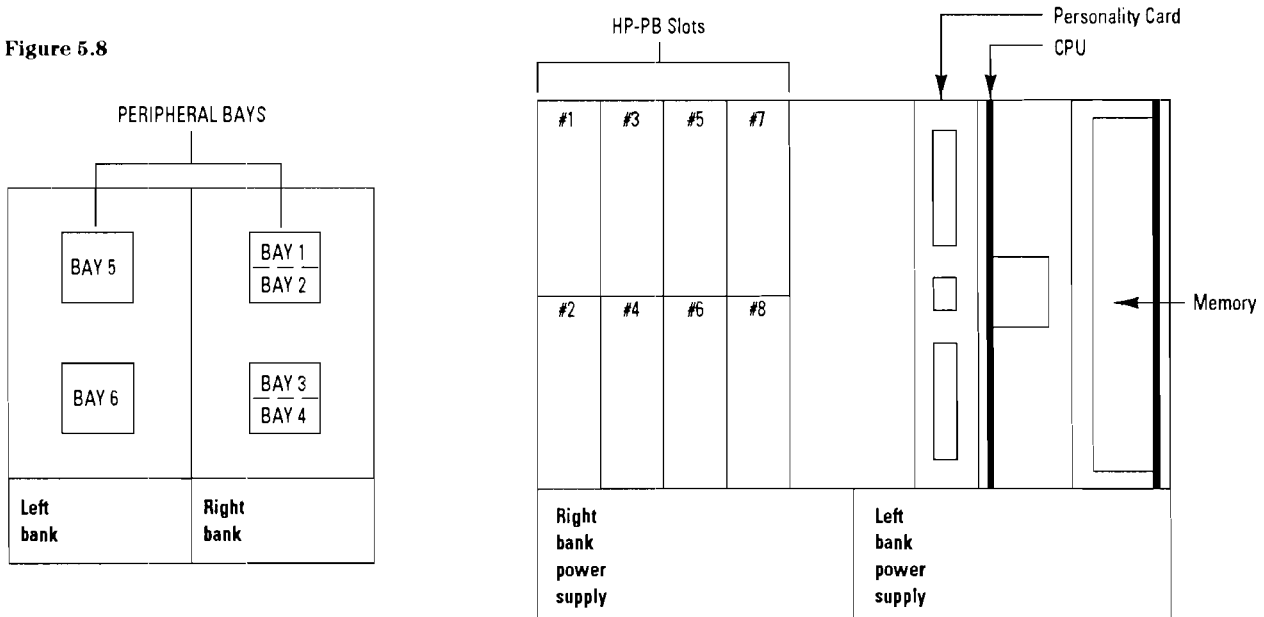 Figure 5.8
PERIPHERAL BAYS
BAY 5
BAY 1
BAY 2
BAY 6
BAY 3
BAY 4
Left
bank
Right
bank
HP-PB Slots
Personality Card
CPU
#1 #3 #5 #7
#2 #4 #6 #8
Memory
Right
bank
power
supply
Left
bank
power
supply